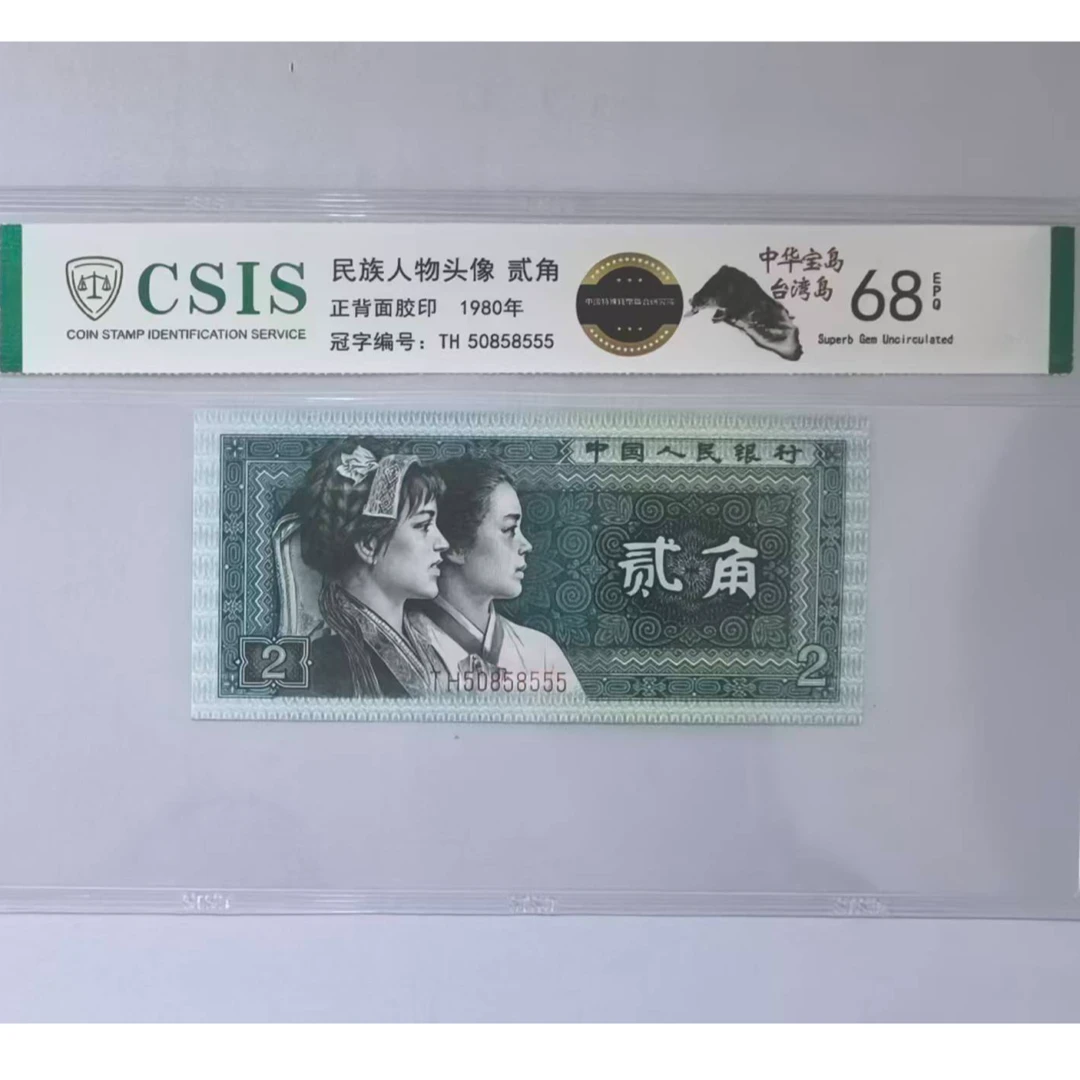 CSIS
COIN STAMP IDENTIFICATION SERVICE
民族人物头像 贰角
正背面胶印 1980年
冠字编号：TH 50858555
中华宝岛
台湾岛
68
EPQ
Superb Gem Uncirculated
中国人民银行
贰角
2
2
TH50858555